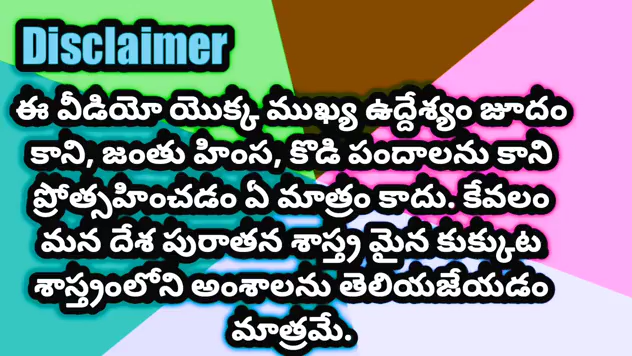 Disclaimer
ఈ వీడియో యొక్క ముఖ్య ఉద్దేశ్యం జూదం
కాని, జంతు హింస, కొడి పందాలను కాని
ప్రోత్సహించడం ఏ మాత్రం కాదు. కేవలం
మన దేశ పురాతన శాస్త్ర మైన కుక్కుట
శాస్త్రంలోని అంశాలను తెలియజేయడం
మాత్రమే.